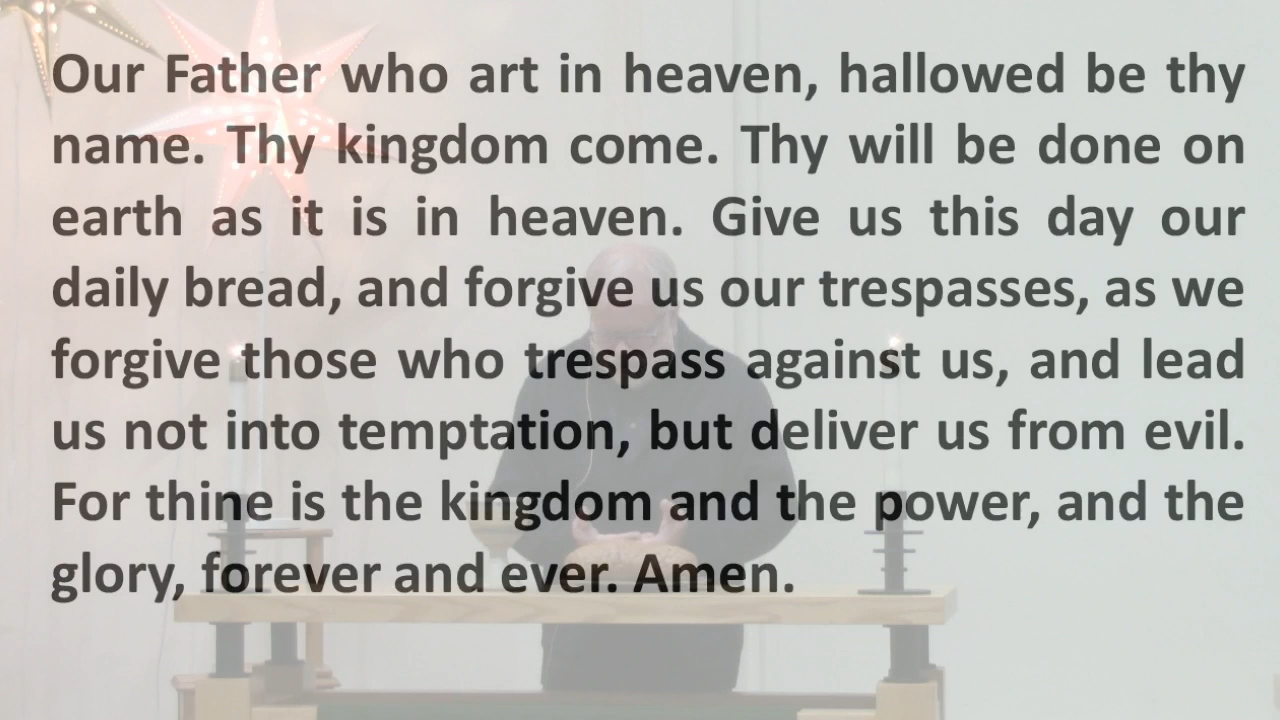 Our Father who art in heaven, hallowed be thy
name. Thy kingdom come. Thy will be done on
earth as it is in heaven. Give us this day our
daily bread, and forgive us our trespasses, as we
forgive those who trespass against us, and lead
us not into temptation, but deliver us from evil.
For thine is the kingdom and the power, and the
glory, forever and ever. Amen.